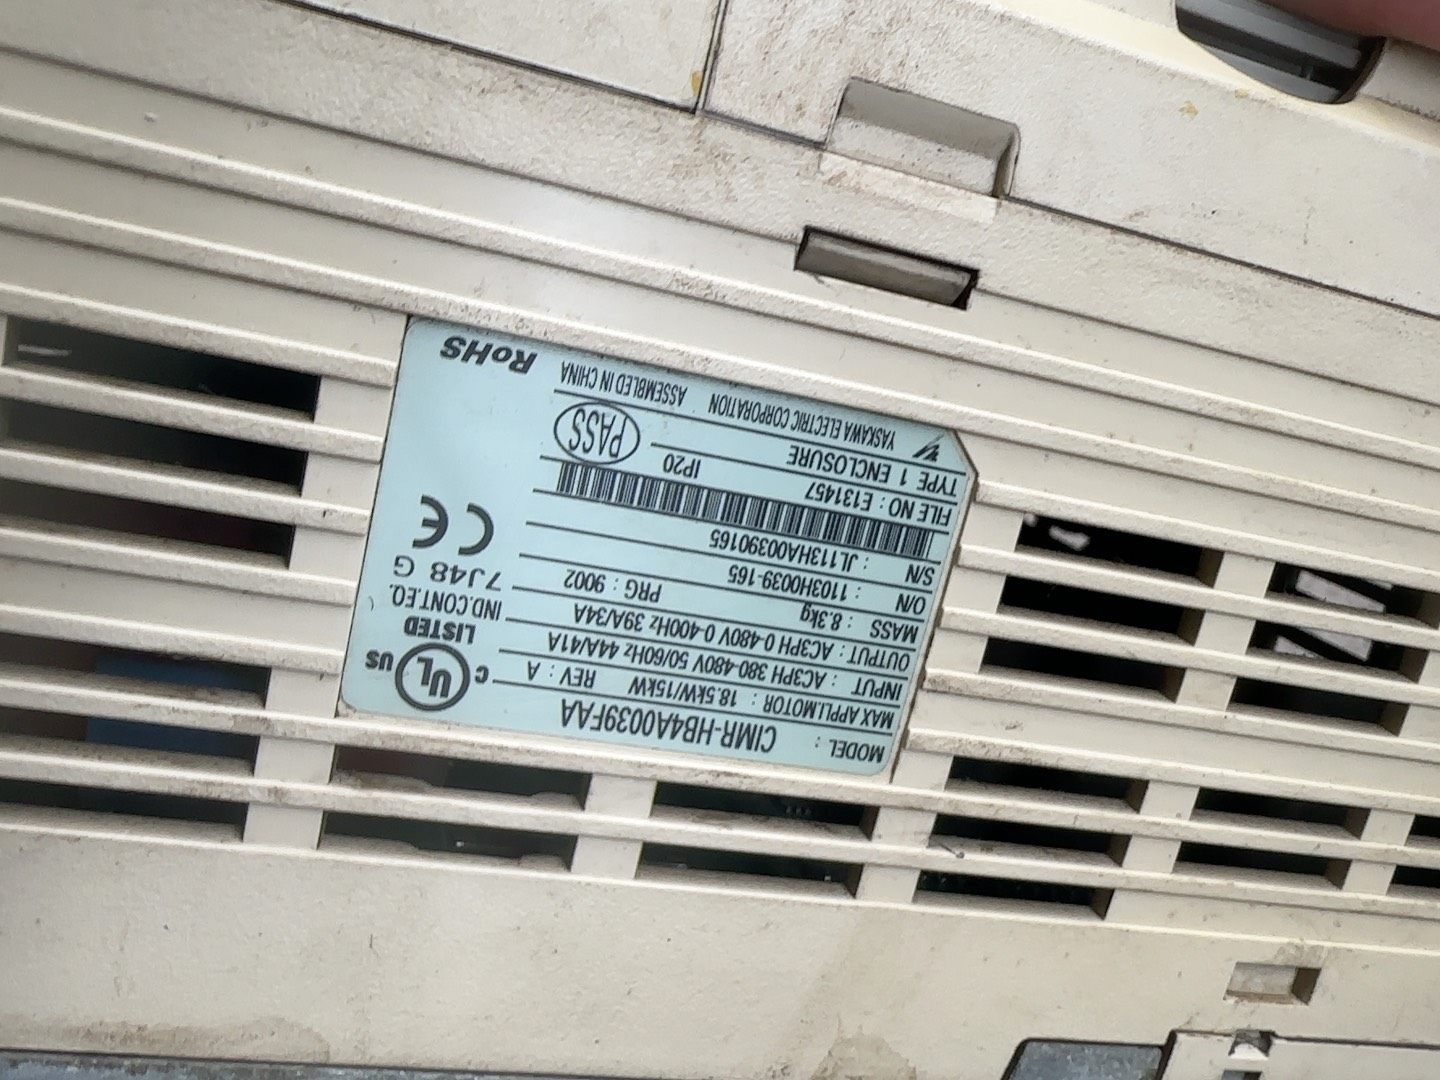 MODEL : CIMR-HB4A0039FAA
MAX APPLI.MOTOR : 18.5kW/15kW REV : A
INPUT : AC3PH 380-480V 50/60Hz 44A/41A
OUTPUT : AC3PH 0-480V 0-400Hz 39A/34A
MASS : 8.3kg PRG : 9002
O/N : 1103H0039-165
S/N : JL113HA00390165
FILE NO : E131457 IP20
TYPE 1 ENCLOSURE PASS
YASKAWA ELECTRIC CORPORATION ASSEMBLED IN CHINA
C UL US
LISTED
IND.CONT.EQ.
7J48 G
CE
RoHS